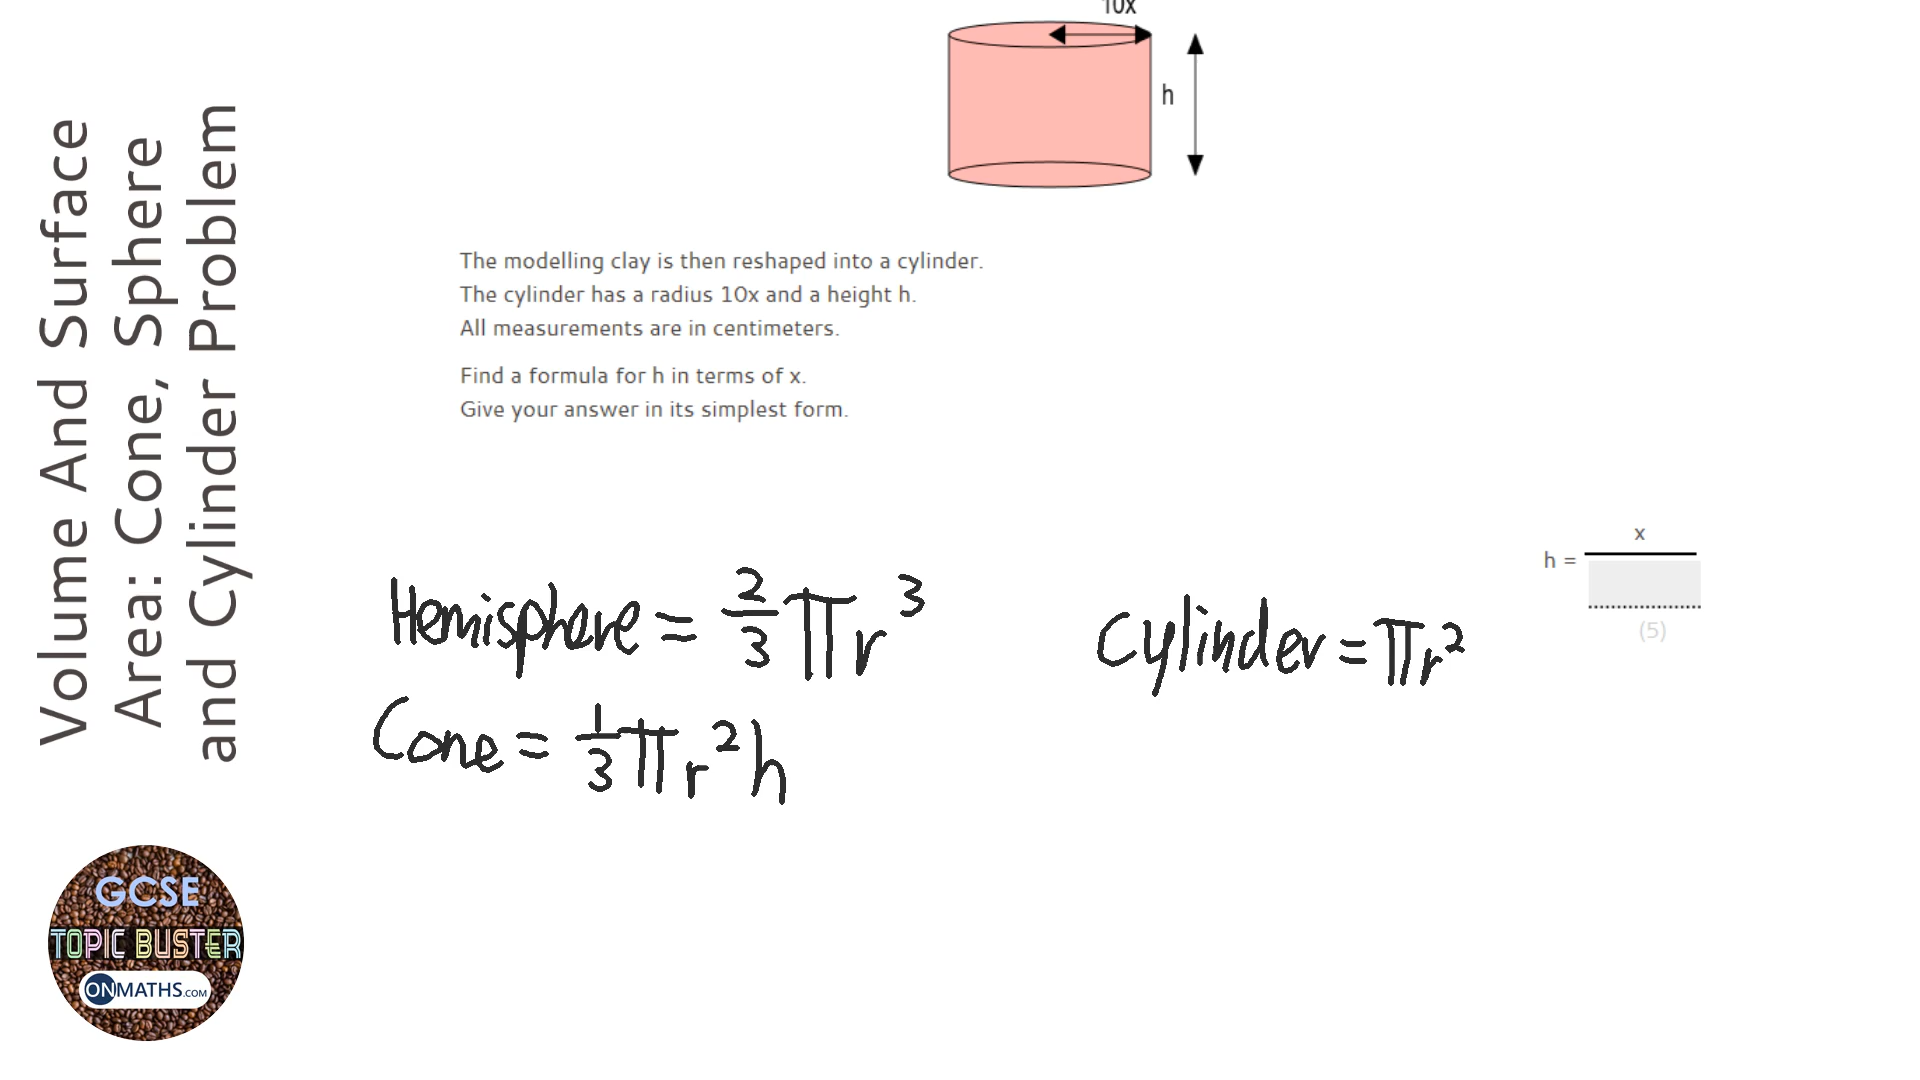 Volume And Surface
Area: Cone, Sphere
and Cylinder Problem
10x
h
The modelling clay is then reshaped into a cylinder.
The cylinder has a radius 10x and a height h.
All measurements are in centimeters.
Find a formula for h in terms of x.
Give your answer in its simplest form.
h = x
(5)
Hemisphere = 2/3 πr³
Cylinder = πr²
Cone = 1/3 πr²h
GCSE
TOPIC BUSTER
ONMATHS.COM